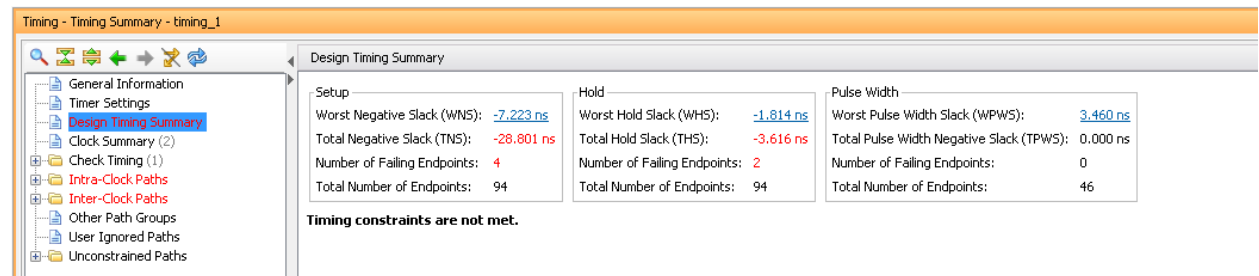 Timing - Timing Summary - timing_1
General Information
Timer Settings
Design Timing Summary
Clock Summary (2)
Check Timing (1)
Intra-Clock Paths
Inter-Clock Paths
Other Path Groups
User Ignored Paths
Unconstrained Paths
Design Timing Summary
Setup
Worst Negative Slack (WNS): -7.223 ns
Total Negative Slack (TNS): -28.801 ns
Number of Failing Endpoints: 4
Total Number of Endpoints: 94
Hold
Worst Hold Slack (WHS): -1.814 ns
Total Hold Slack (THS): -3.616 ns
Number of Failing Endpoints: 2
Total Number of Endpoints: 94
Pulse Width
Worst Pulse Width Slack (WPWS): 3.460 ns
Total Pulse Width Negative Slack (TPWS): 0.000 ns
Number of Failing Endpoints: 0
Total Number of Endpoints: 46
Timing constraints are not met.